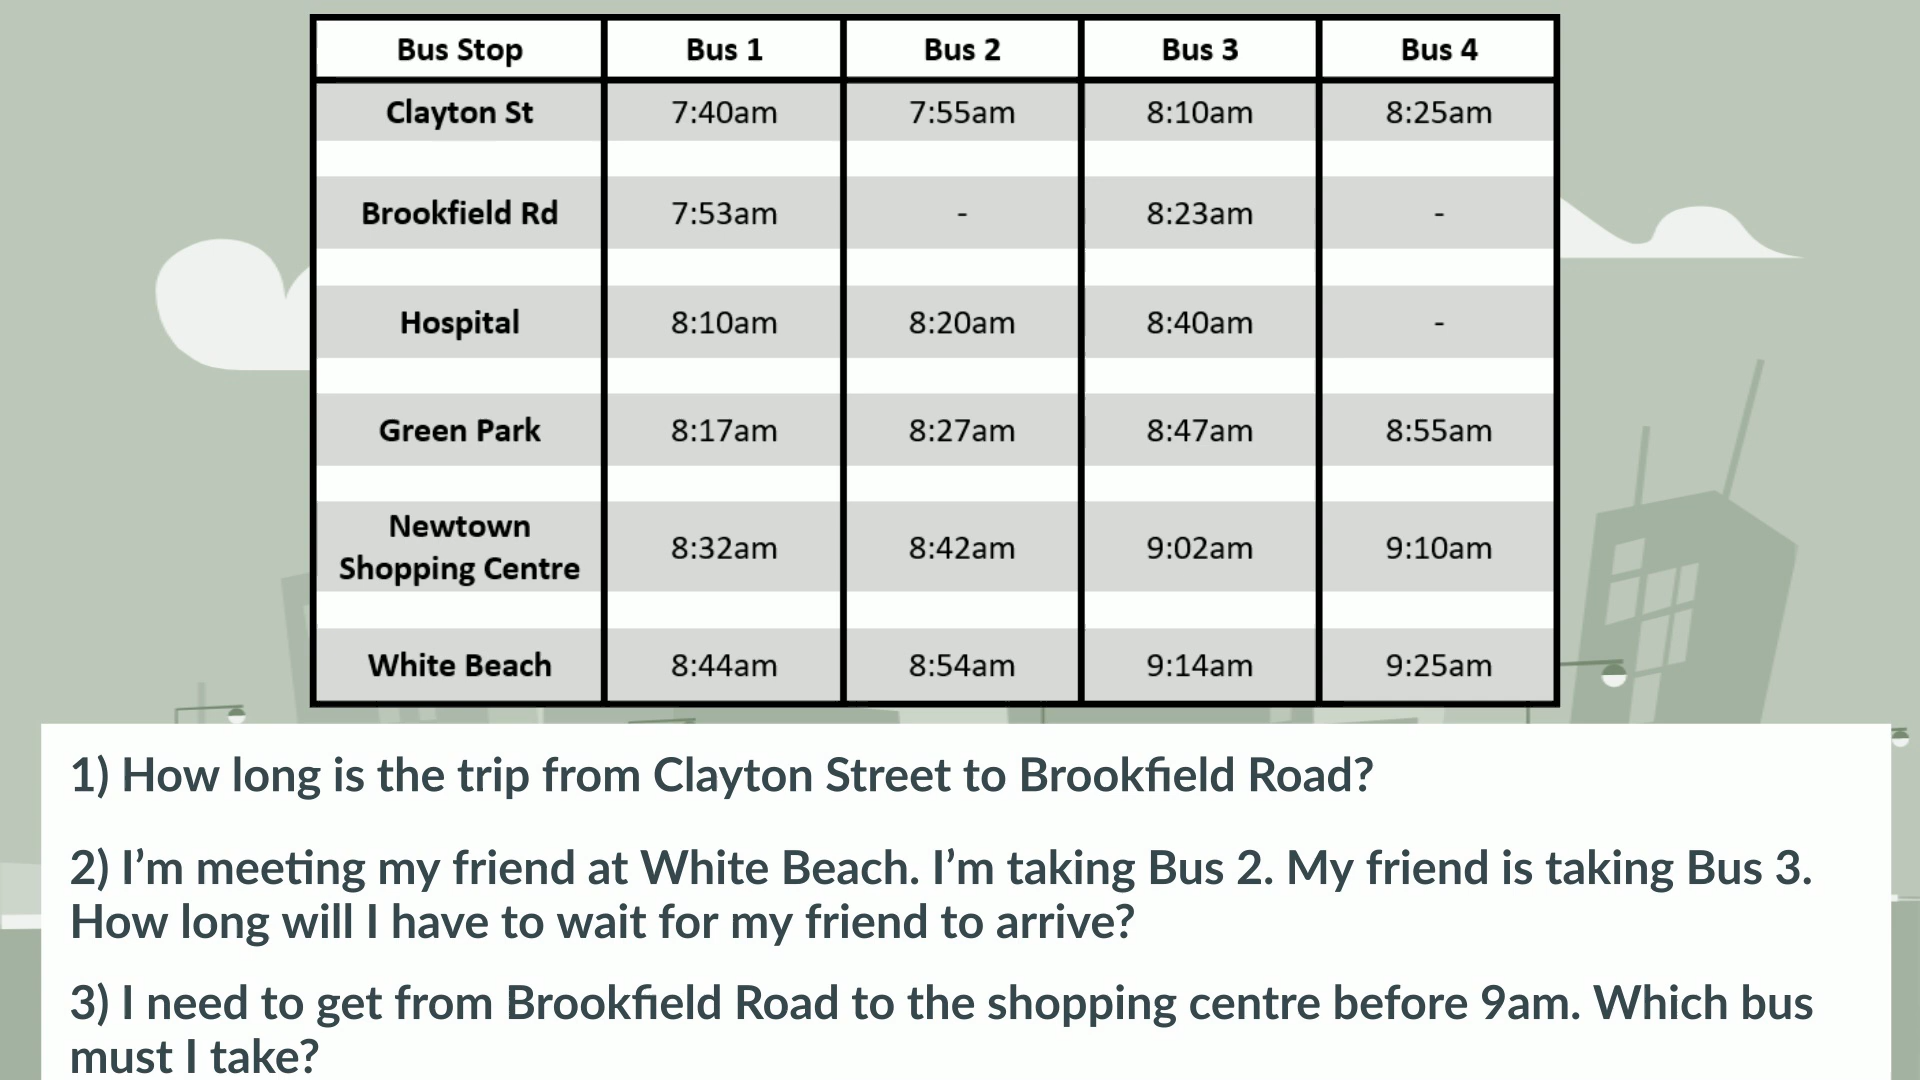 Bus Stop Bus 1 Bus 2 Bus 3 Bus 4
Clayton St 7:40am 7:55am 8:10am 8:25am
Brookfield Rd 7:53am - 8:23am -
Hospital 8:10am 8:20am 8:40am -
Green Park 8:17am 8:27am 8:47am 8:55am
Newtown
Shopping Centre 8:32am 8:42am 9:02am 9:10am
White Beach 8:44am 8:54am 9:14am 9:25am
1) How long is the trip from Clayton Street to Brookfield Road?
2) I’m meeting my friend at White Beach. I’m taking Bus 2. My friend is taking Bus 3.
How long will I have to wait for my friend to arrive?
3) I need to get from Brookfield Road to the shopping centre before 9am. Which bus
must I take?